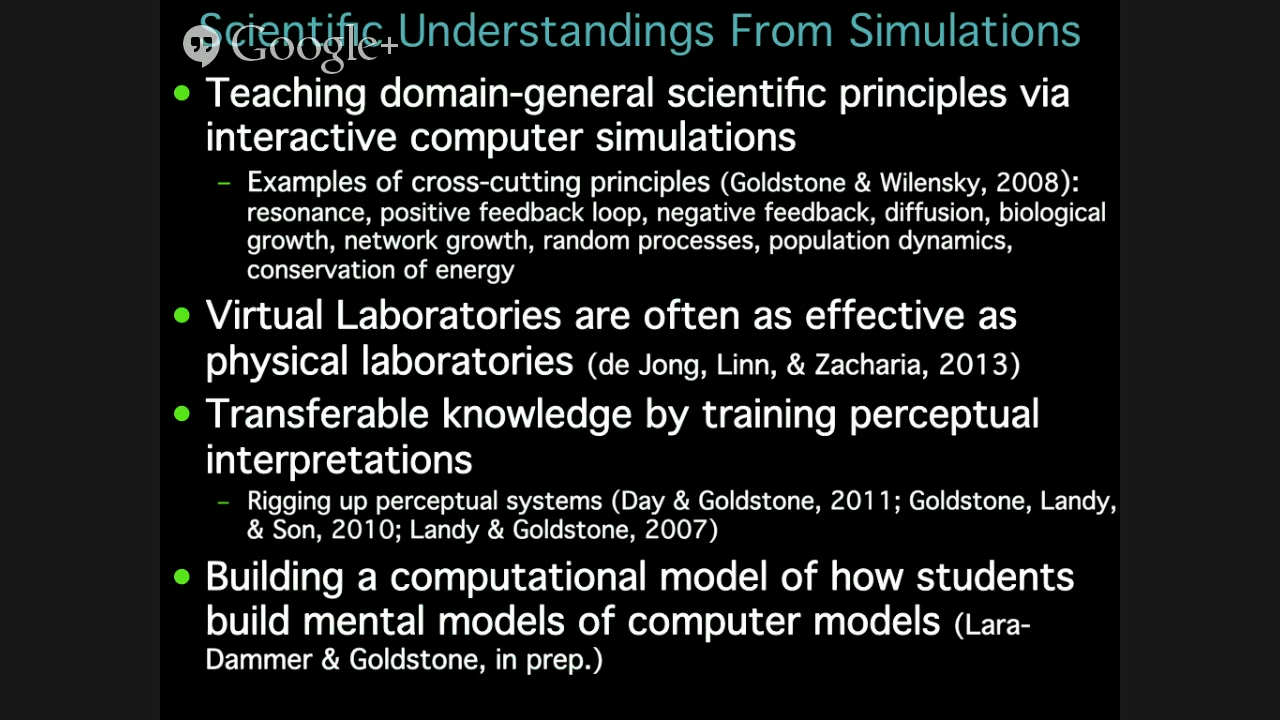 Scientific Understandings From Simulations
Google+
• Teaching domain-general scientific principles via
interactive computer simulations
– Examples of cross-cutting principles (Goldstone & Wilensky, 2008):
resonance, positive feedback loop, negative feedback, diffusion, biological
growth, network growth, random processes, population dynamics,
conservation of energy
• Virtual Laboratories are often as effective as
physical laboratories (de Jong, Linn, & Zacharia, 2013)
• Transferable knowledge by training perceptual
interpretations
– Rigging up perceptual systems (Day & Goldstone, 2011; Goldstone, Landy,
& Son, 2010; Landy & Goldstone, 2007)
• Building a computational model of how students
build mental models of computer models (Lara-
Dammer & Goldstone, in prep.)